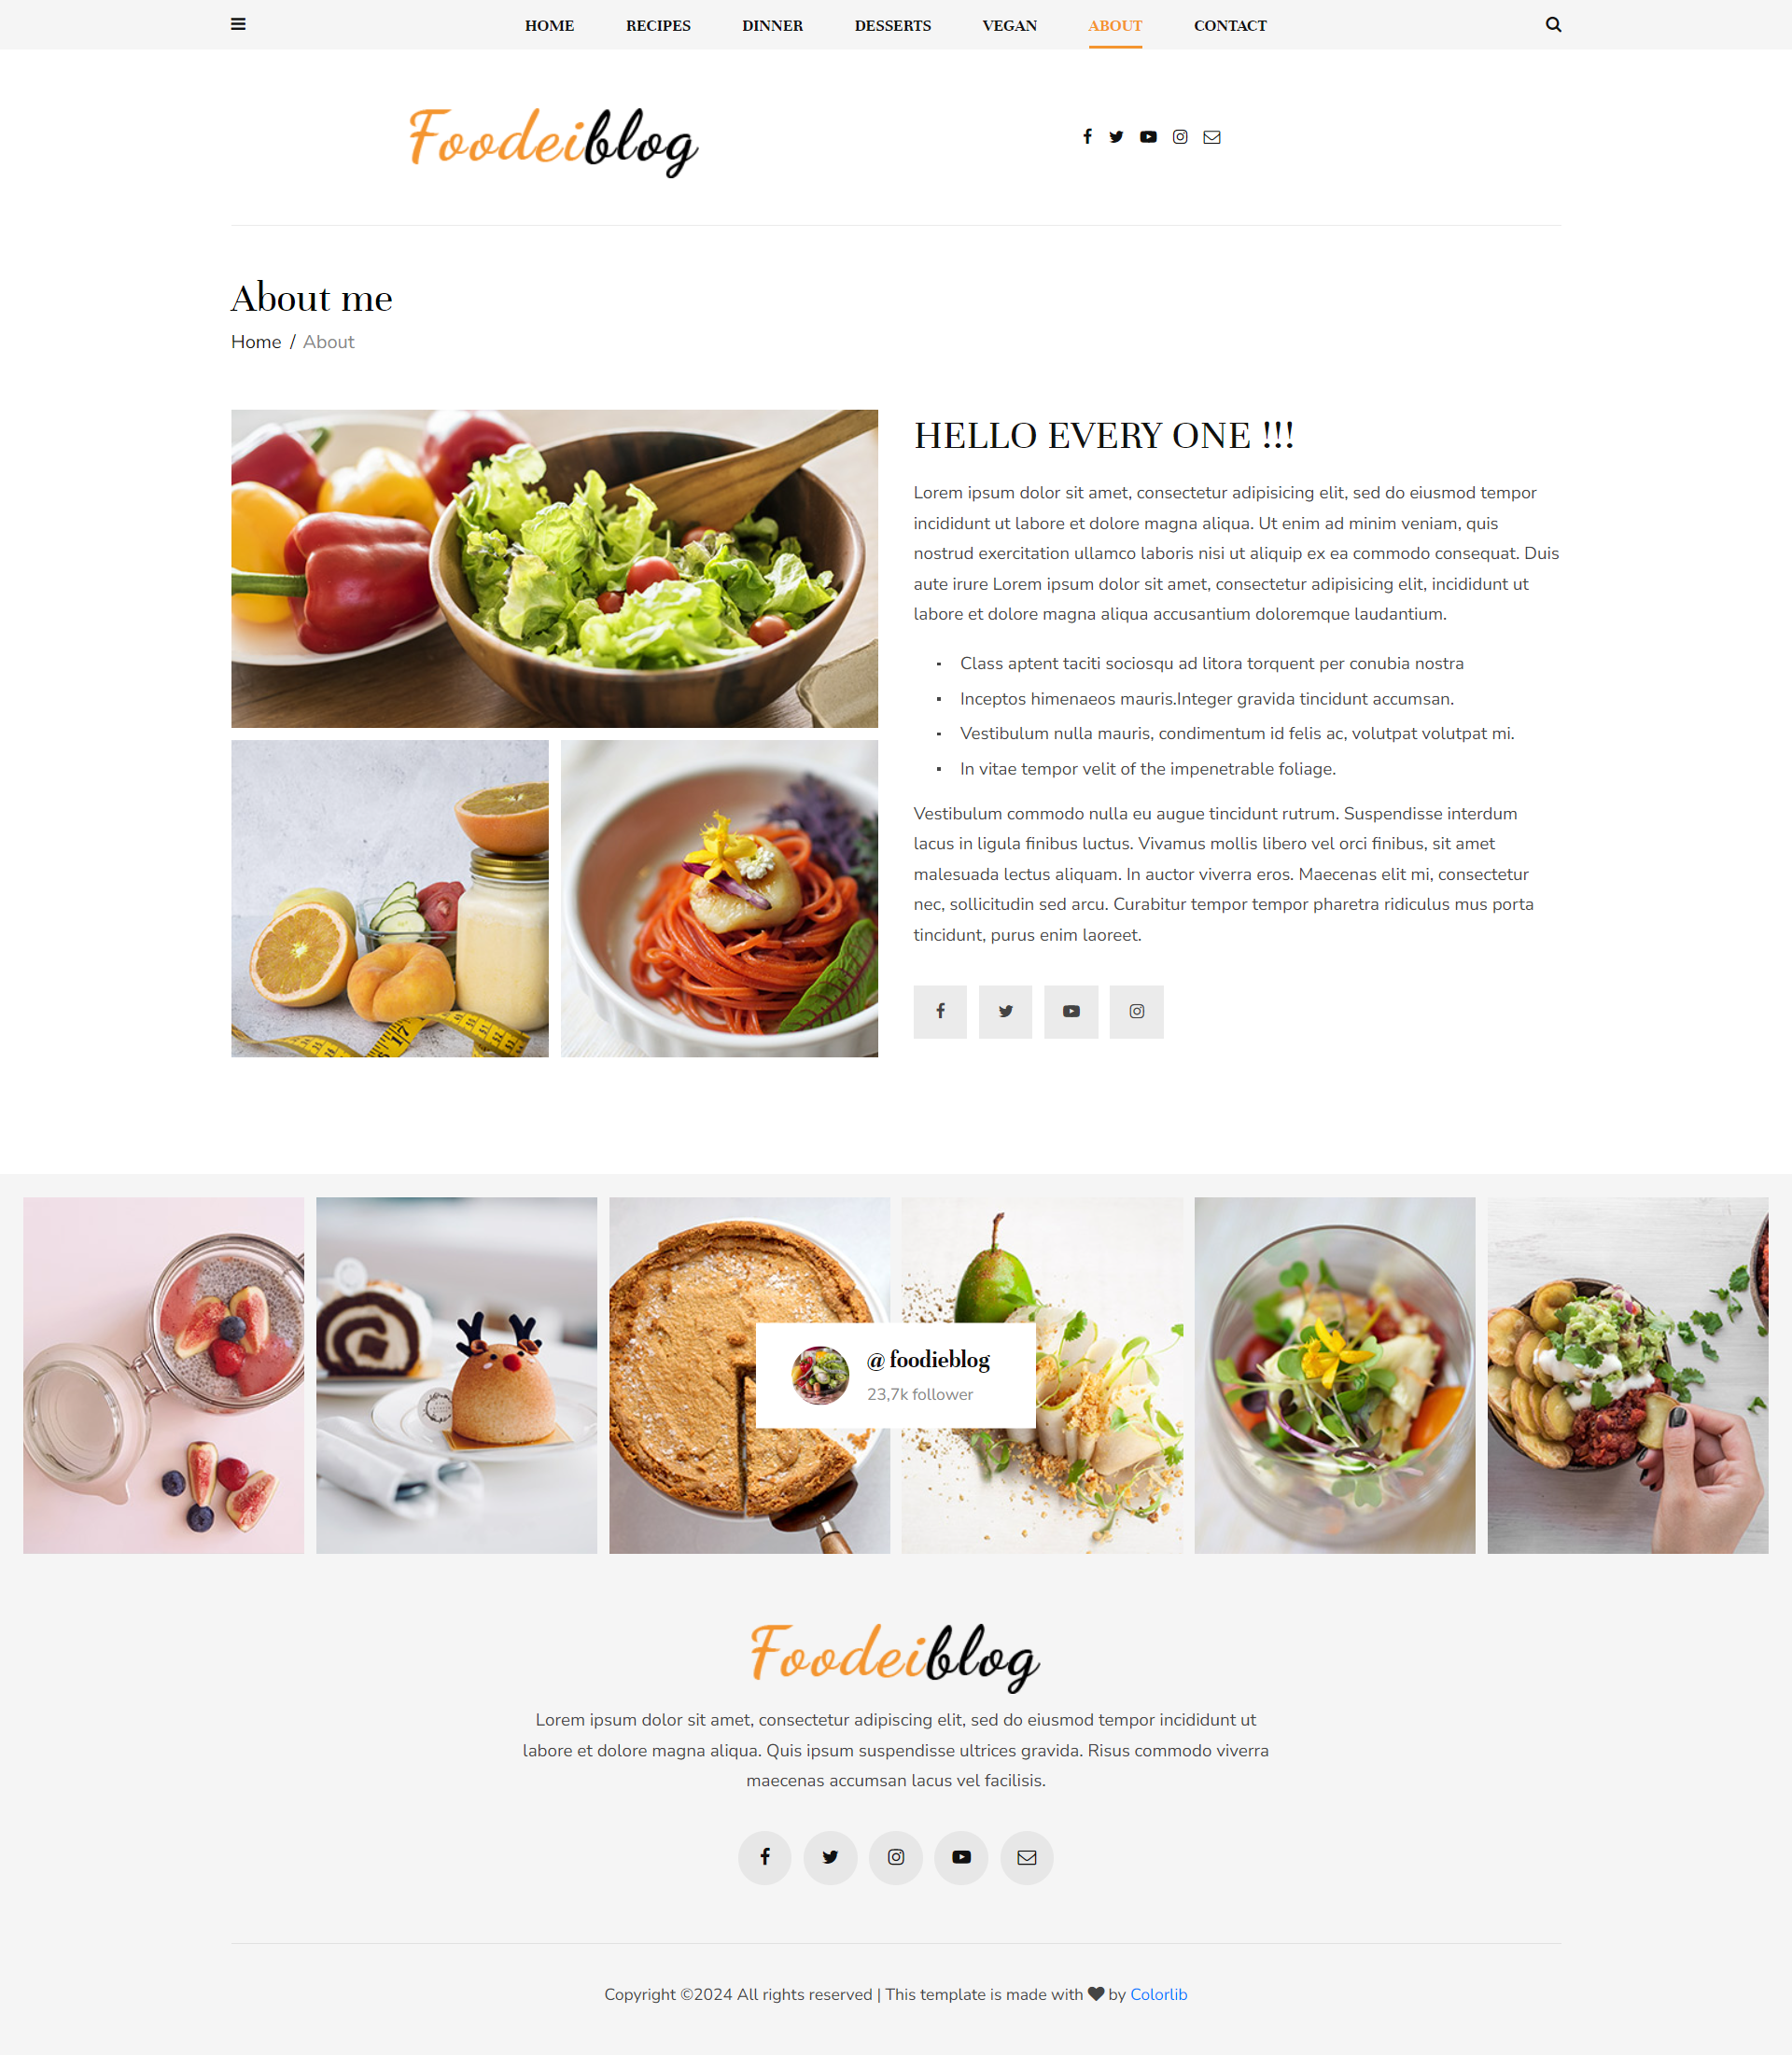 HOME RECIPES DINNER DESSERTS VEGAN ABOUT CONTACT
Foodeiblog
About me
Home / About
HELLO EVERY ONE !!!
Lorem ipsum dolor sit amet, consectetur adipisicing elit, sed do eiusmod tempor
incididunt ut labore et dolore magna aliqua. Ut enim ad minim veniam, quis
nostrud exercitation ullamco laboris nisi ut aliquip ex ea commodo consequat. Duis
aute irure Lorem ipsum dolor sit amet, consectetur adipisicing elit, incididunt ut
labore et dolore magna aliqua accusantium doloremque laudantium.
▪ Class aptent taciti sociosqu ad litora torquent per conubia nostra
▪ Inceptos himenaeos mauris.Integer gravida tincidunt accumsan.
▪ Vestibulum nulla mauris, condimentum id felis ac, volutpat volutpat mi.
▪ In vitae tempor velit of the impenetrable foliage.
Vestibulum commodo nulla eu augue tincidunt rutrum. Suspendisse interdum
lacus in ligula finibus luctus. Vivamus mollis libero vel orci finibus, sit amet
malesuada lectus aliquam. In auctor viverra eros. Maecenas elit mi, consectetur
nec, sollicitudin sed arcu. Curabitur tempor tempor pharetra ridiculus mus porta
tincidunt, purus enim laoreet.
17
@ foodieblog
23,7k follower
Foodeiblog
Lorem ipsum dolor sit amet, consectetur adipiscing elit, sed do eiusmod tempor incididunt ut
labore et dolore magna aliqua. Quis ipsum suspendisse ultrices gravida. Risus commodo viverra
maecenas accumsan lacus vel facilisis.
Copyright ©2024 All rights reserved | This template is made with ♥ by Colorlib